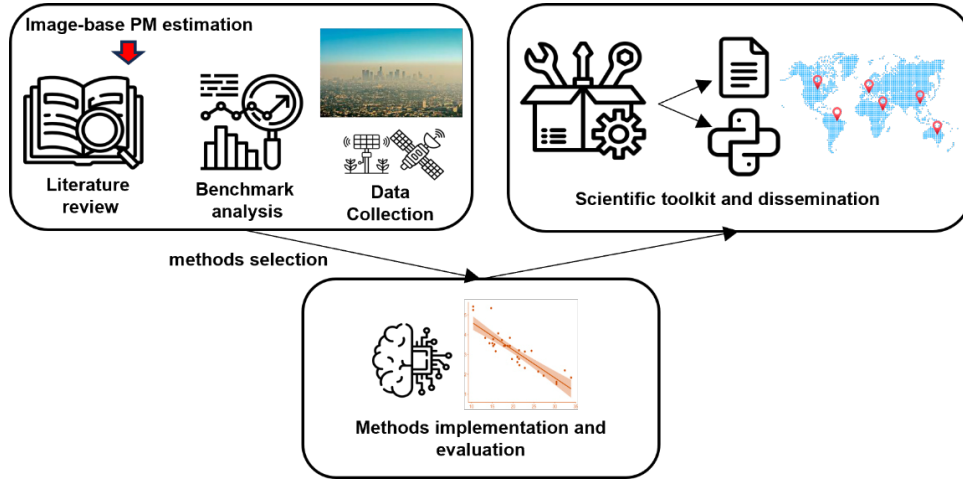 Image-base PM estimation
Literature
review
Benchmark
analysis
Data
Collection
Scientific toolkit and dissemination
methods selection
Methods implementation and
evaluation